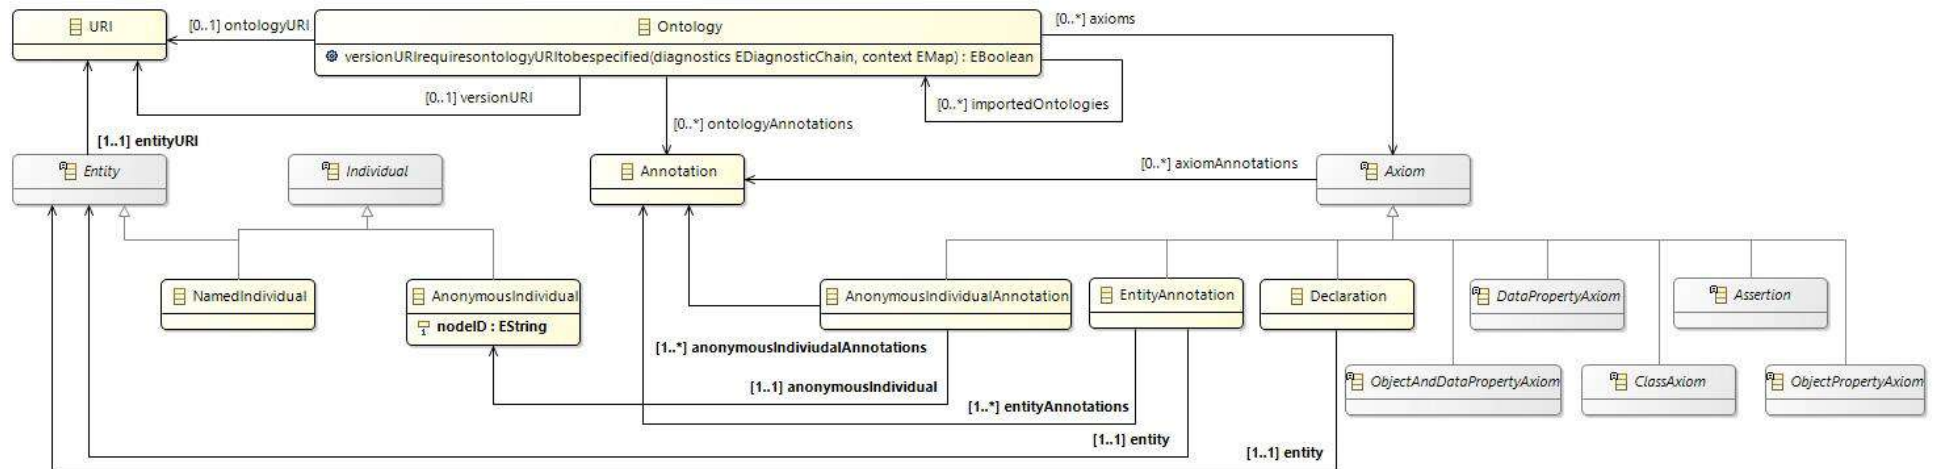 URI
[0..1] ontologyURI
Ontology
[0..*] axioms
versionURIrequiresontologyURItobespecified(diagnostics EDiagnosticChain, context EMap) : EBoolean
[0..1] versionURI
[0..*] importedOntologies
[0..*] ontologyAnnotations
[1..1] entityURI
Entity
Individual
Annotation
[0..*] axiomAnnotations
Axiom
NamedIndividual
AnonymousIndividual
nodeID : EString
AnonymousIndividualAnnotation
EntityAnnotation
Declaration
DataPropertyAxiom
Assertion
[1..*] anonymousIndiviudalAnnotations
[1..1] anonymousIndividual
[1..*] entityAnnotations
ObjectAndDataPropertyAxiom
ClassAxiom
ObjectPropertyAxiom
[1..1] entity
[1..1] entity